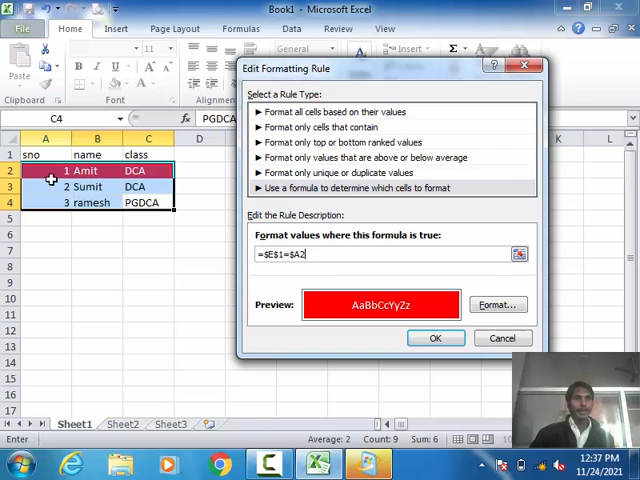 Book1 - Microsoft Excel
File Home Insert Page Layout Formulas Data Review View
Paste
Clipboard
General
Insert
C4 fx PGDCA
A B C D K
1 sno name class
2 1 Amit DCA
3 2 Sumit DCA
4 3 ramesh PGDCA
5
6
7
8
9
10
11
12
13
14
15
16
17
Edit Formatting Rule
Select a Rule Type:
► Format all cells based on their values
► Format only cells that contain
► Format only top or bottom ranked values
► Format only values that are above or below average
► Format only unique or duplicate values
► Use a formula to determine which cells to format
Edit the Rule Description:
Format values where this formula is true:
=$E$1=$A2
Preview: AaBbCcYyZz Format...
OK Cancel
Sheet1 Sheet2 Sheet3
Enter Average: 2 Count: 9 Sum: 6
12:37 PM
11/24/2021